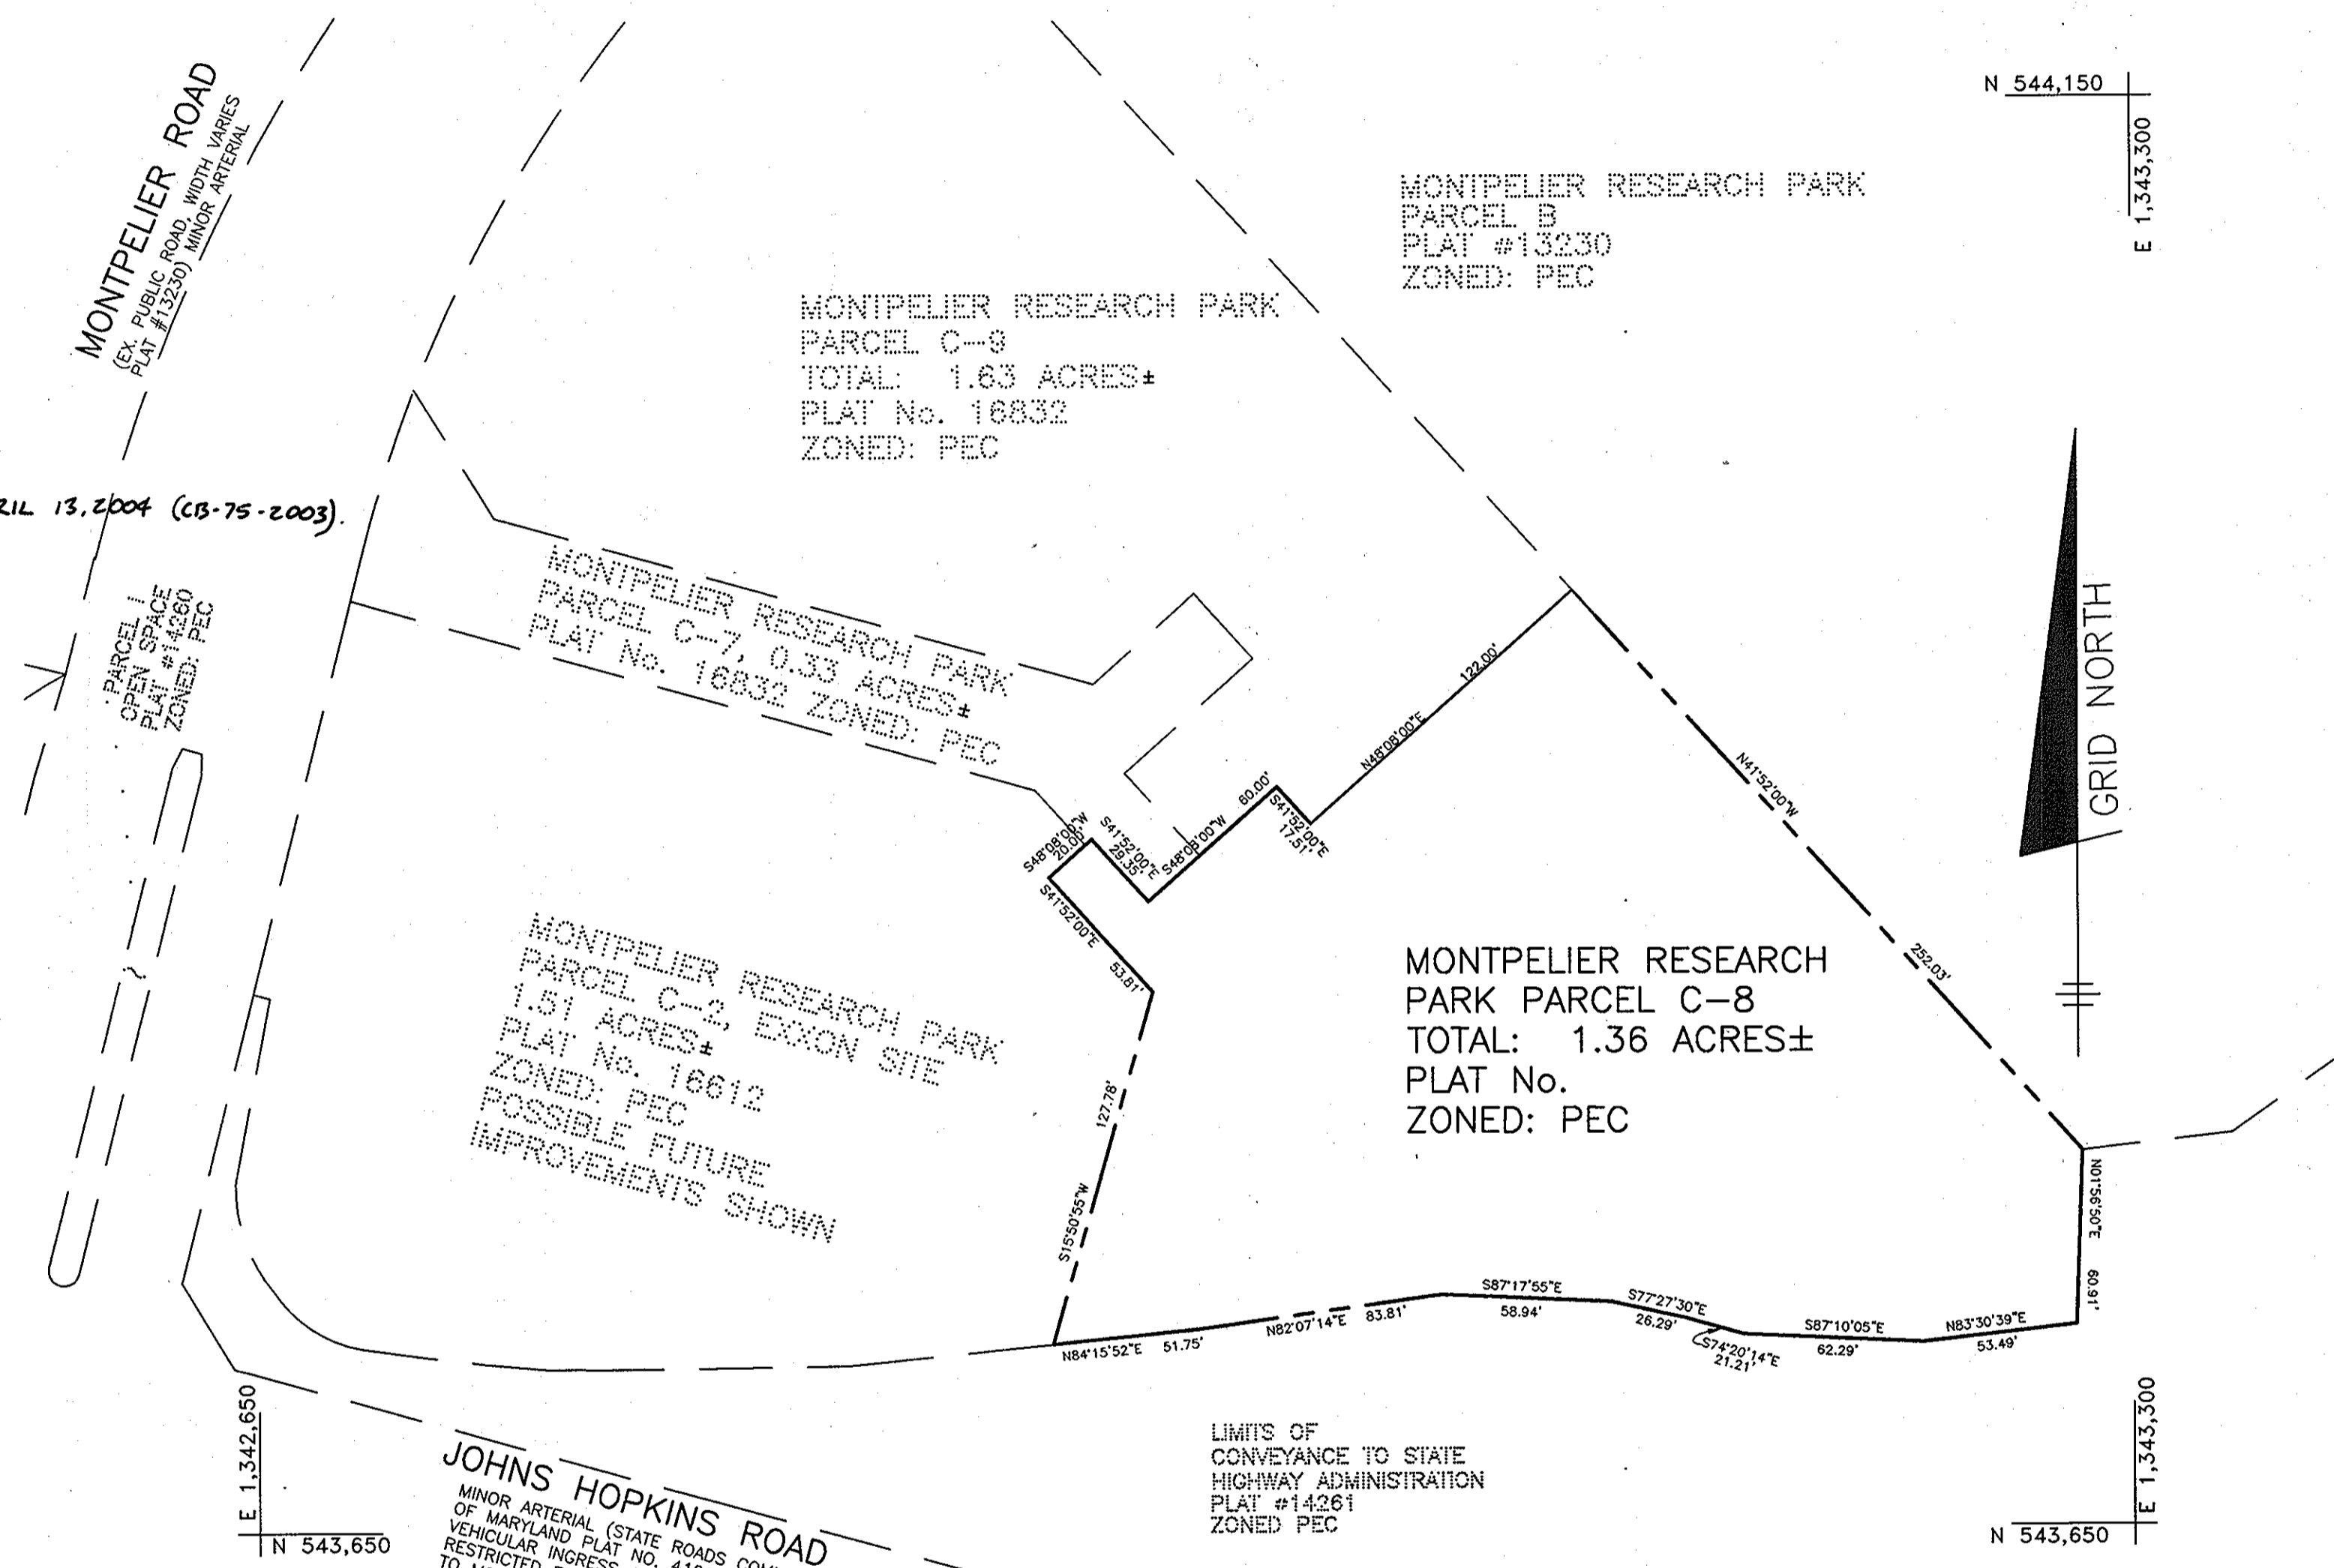 MONTPELIER ROAD
(EX. PUBLIC ROAD, WIDTH VARIES
PLAT #13230) MINOR ARTERIAL
N 544,150
E 1,343,300
MONTPELIER RESEARCH PARK
PARCEL B
PLAT #13230
ZONED: PEC
MONTPELIER RESEARCH PARK
PARCEL C-9
TOTAL: 1.63 ACRES±
PLAT No. 16832
ZONED: PEC
13, 2004 (CB-75-2003).
PARCEL I
OPEN SPACE
PLAT #14260
ZONED: PEC
MONTPELIER RESEARCH PARK
PARCEL C-7, 0.33 ACRES±
PLAT No. 16832 ZONED: PEC
GRID NORTH
122.00'
N48°08'00"E
N41°52'00"W
252.03'
60.00'
S41°52'00"E
17.51'
S48°08'00"W
S48°08'00"W
20.00'
S41°52'00"E
29.35'
S41°52'00"E
53.81'
MONTPELIER RESEARCH PARK
PARCEL C-2, EXXON SITE
1.51 ACRES±
PLAT No. 16612
ZONED: PEC
POSSIBLE FUTURE
IMPROVEMENTS SHOWN
MONTPELIER RESEARCH
PARK PARCEL C-8
TOTAL: 1.36 ACRES±
PLAT No.
ZONED: PEC
127.78'
S15°50'55"W
N01°56'50"E
60.91'
N84°15'52"E 51.75'
N82°07'14"E 83.81'
S87°17'55"E
58.94'
S77°27'30"E
26.29'
S74°20'14"E
21.21'
S87°10'05"E
62.29'
N83°30'39"E
53.49'
E 1,342,650
N 543,650
JOHNS HOPKINS ROAD
MINOR ARTERIAL (STATE ROADS
OF MARYLAND PLAT NO.
VEHICULAR INGRESS
RESTRICTED
LIMITS OF
CONVEYANCE TO STATE
HIGHWAY ADMINISTRATION
PLAT #14261
ZONED PEC
E 1,343,300
N 543,650